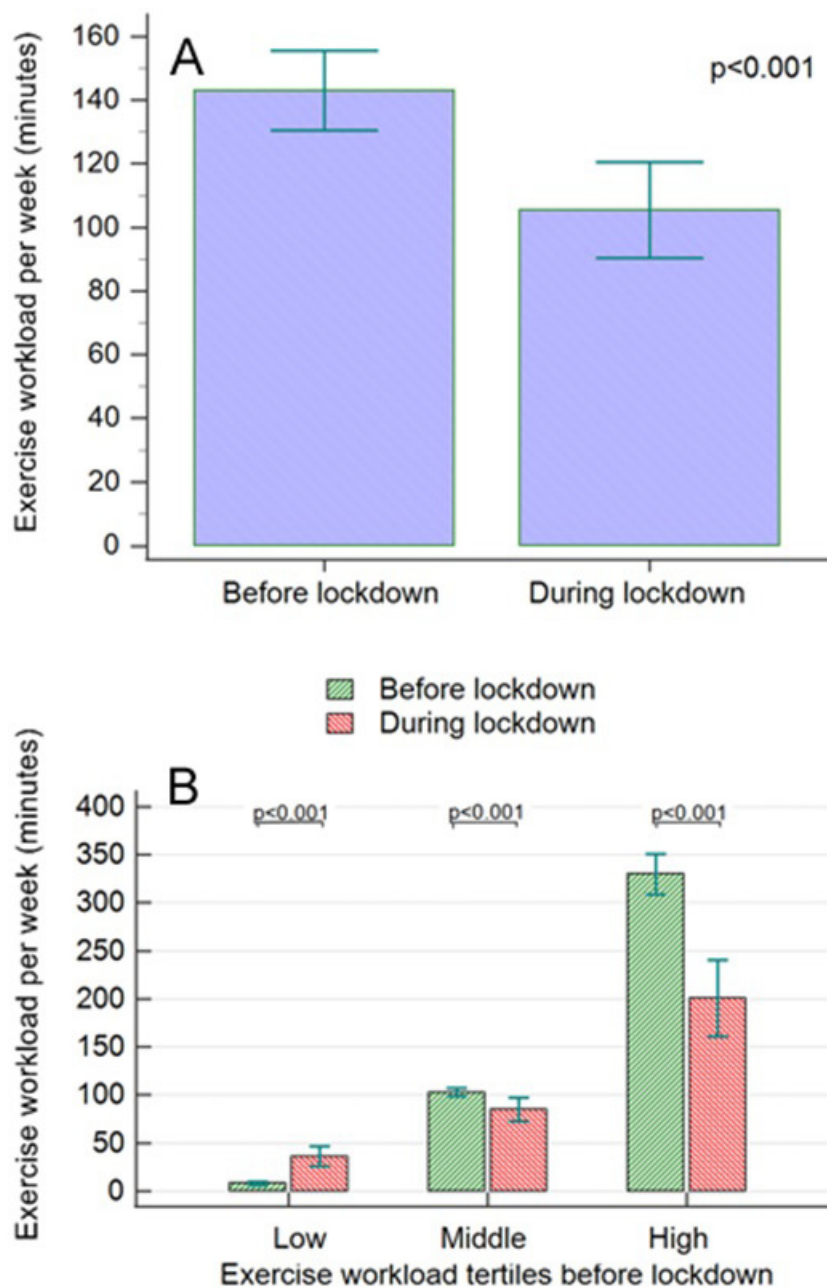 A
p<0.001
Exercise workload per week (minutes)
160
140
120
100
80
60
40
20
0
Before lockdown During lockdown
Before lockdown
During lockdown
B
Exercise workload per week (minutes)
400
350
300
250
200
150
100
50
0
p<0.001 p<0.001 p<0.001
Low Middle High
Exercise workload tertiles before lockdown